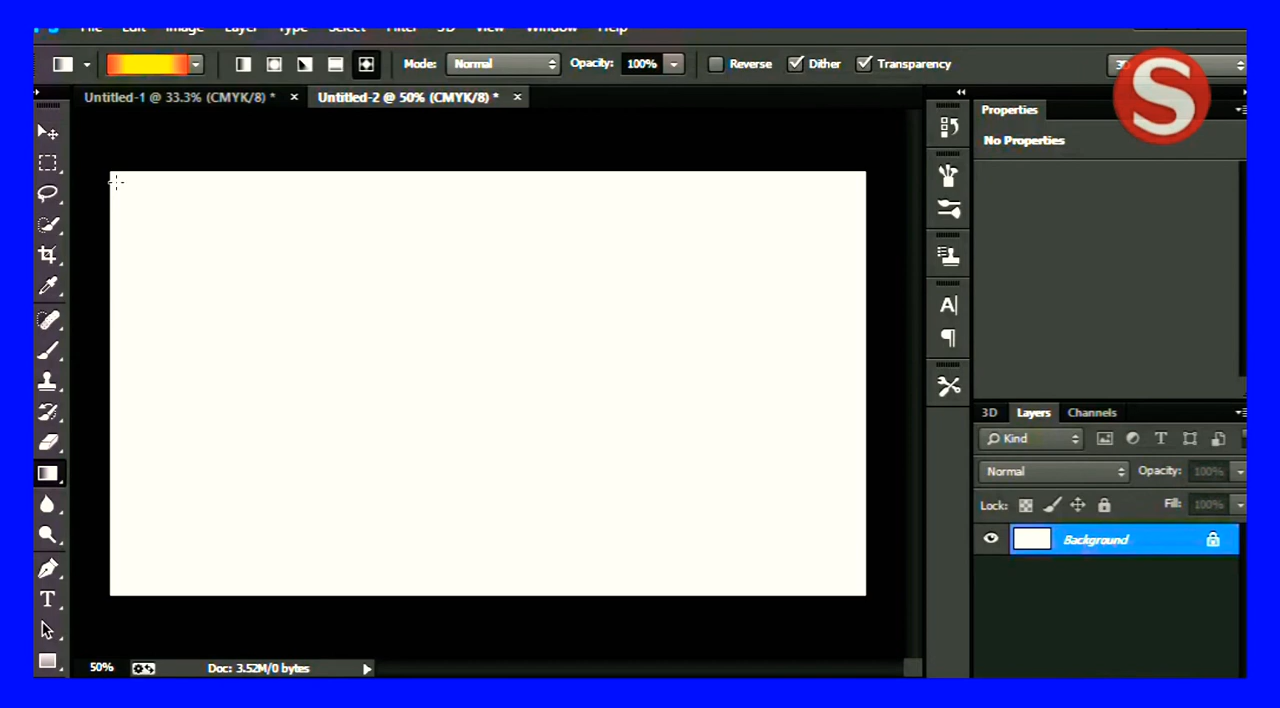 Ps File Edit Image Layer Type Select Filter 3D View Window Help
Mode: Normal Opacity: 100% Reverse Dither Transparency 3D
S
Untitled-1 @ 33.3% (CMYK/8) * × Untitled-2 @ 50% (CMYK/8) * ×
Properties
No Properties
A|
3D Layers Channels
Kind T
Normal Opacity: 100%
Lock: Fill: 100%
Background
T
50% Doc: 3.52M/0 bytes